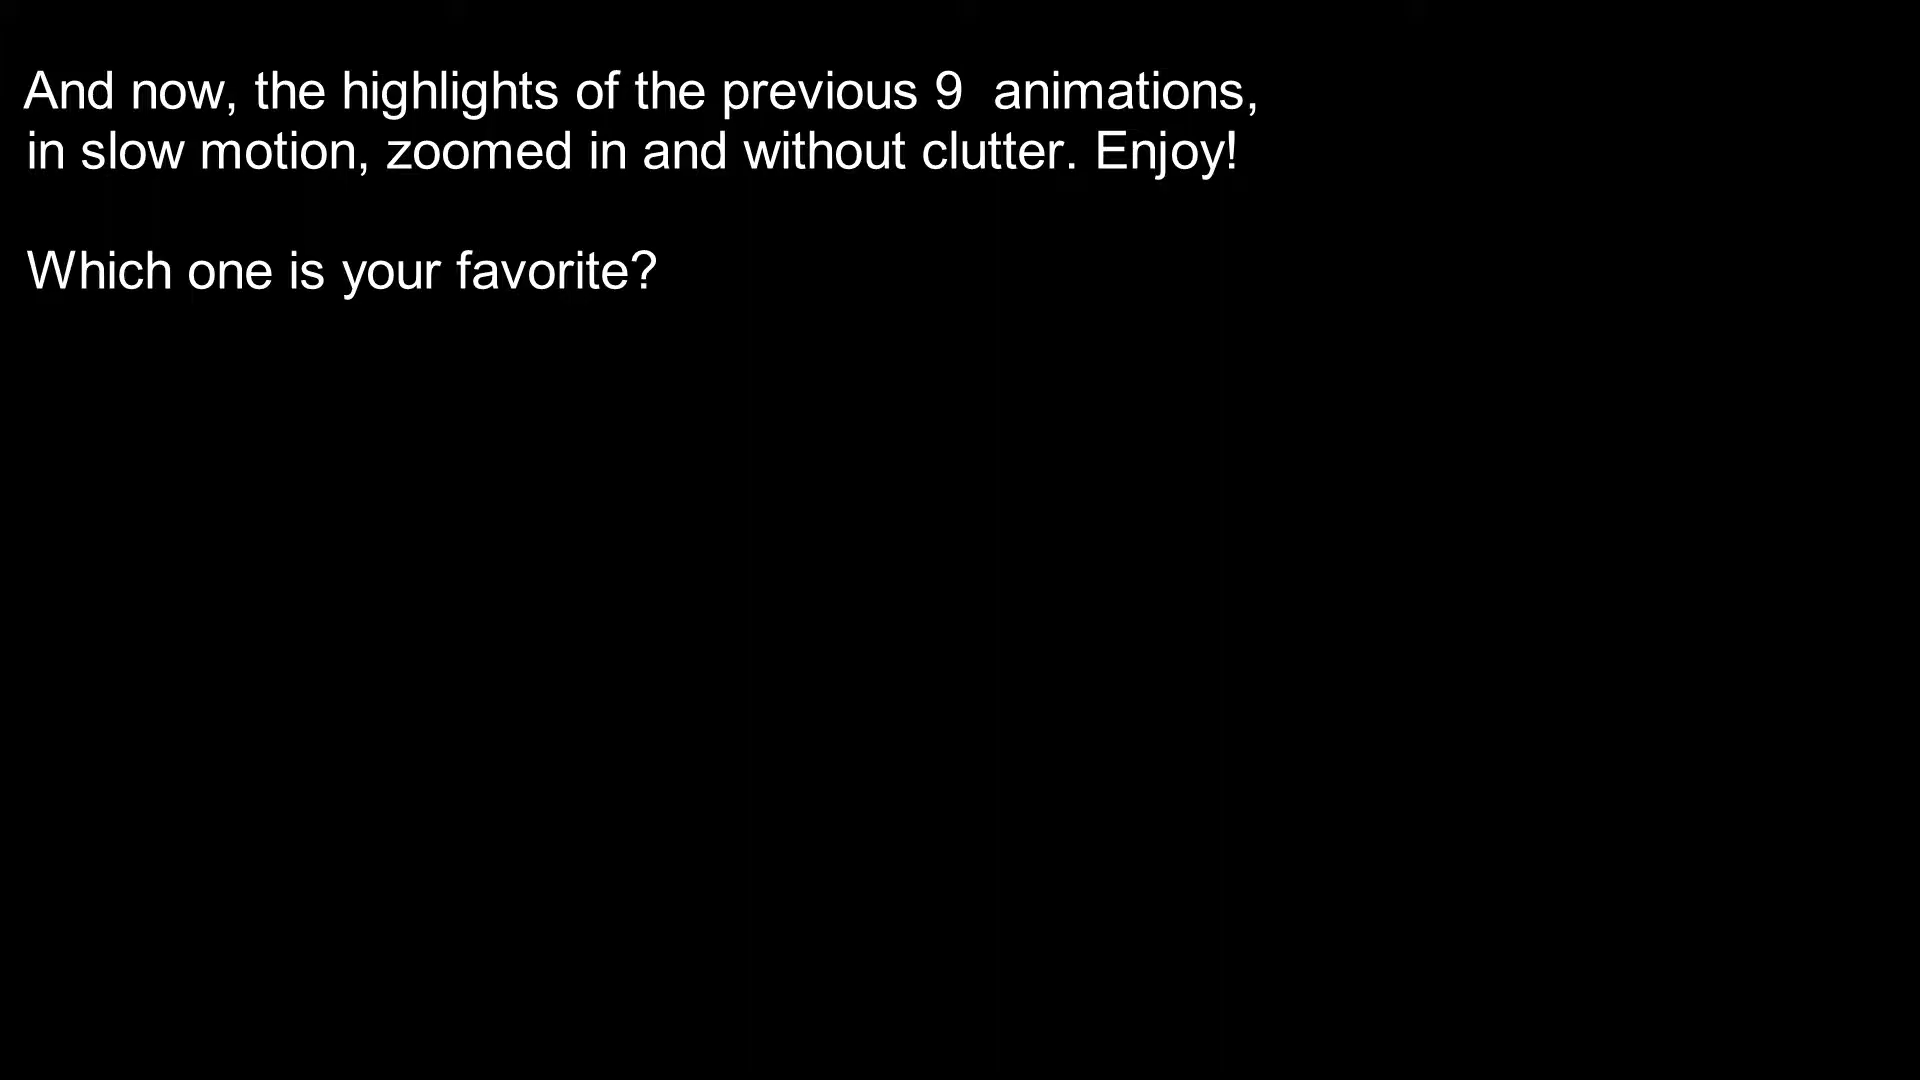 And now, the highlights of the previous 9  animations,
in slow motion, zoomed in and without clutter. Enjoy!
Which one is your favorite?